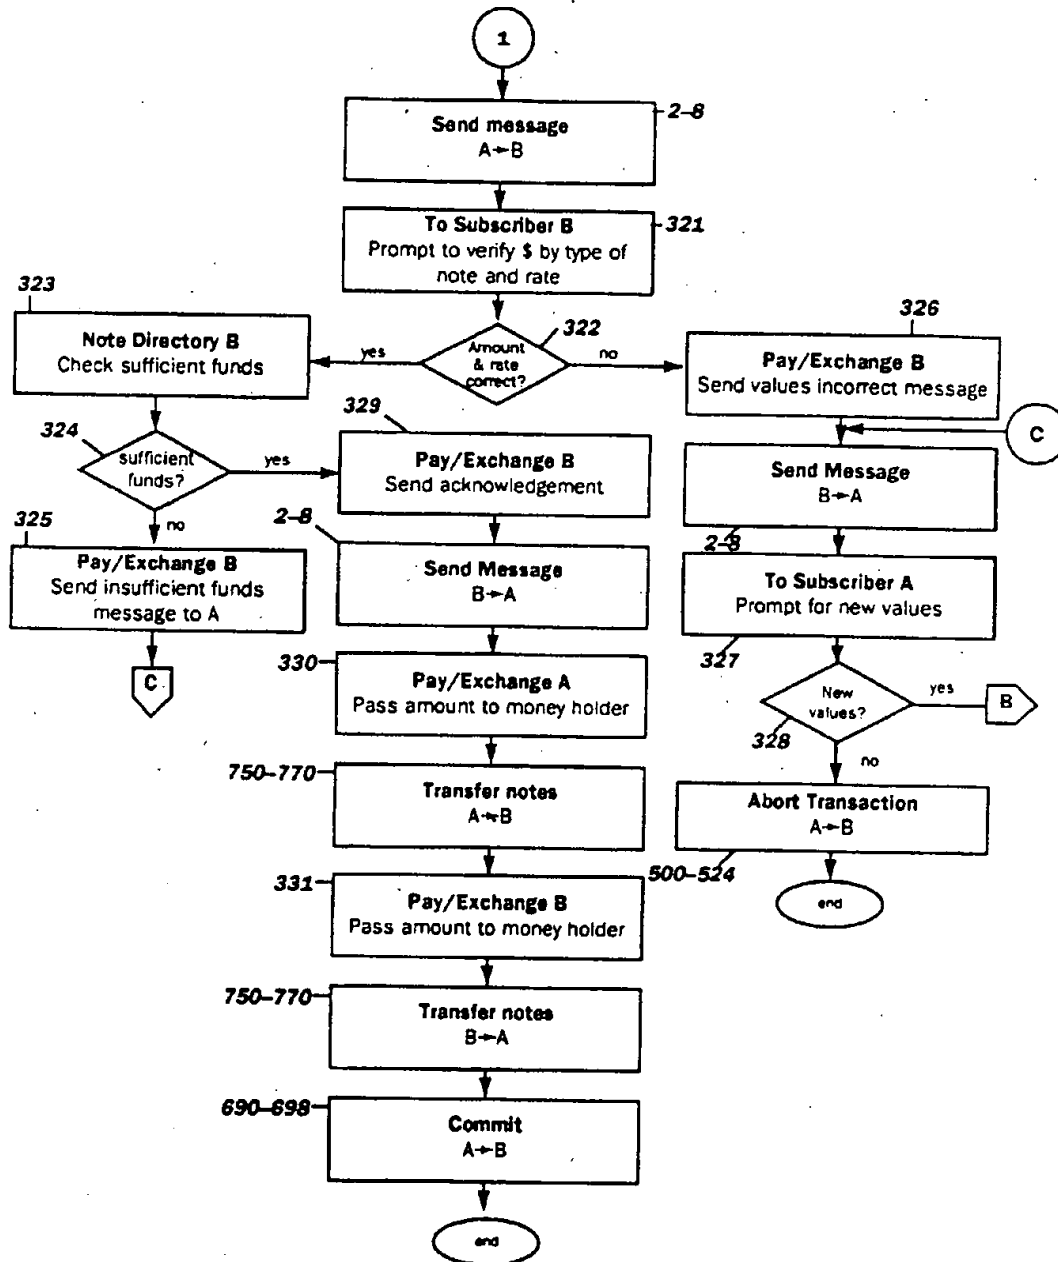 1
Send message
A→B
2-8
To Subscriber B
Prompt to verify $ by type of
note and rate
321
323
Note Directory B
Check sufficient funds
yes
Amount
& rate
correct?
322
no
326
Pay/Exchange B
Send values incorrect message
C
324
sufficient
funds?
yes
no
329
Pay/Exchange B
Send acknowledgement
Send Message
B→A
2-8
325
Pay/Exchange B
Send insufficient funds
message to A
C
2-8
Send Message
B→A
To Subscriber A
Prompt for new values
327
330
Pay/Exchange A
Pass amount to money holder
New
values?
328
yes
B
no
750-770
Transfer notes
A→B
Abort Transaction
A→B
500-524
end
331
Pay/Exchange B
Pass amount to money holder
750-770
Transfer notes
B→A
690-698
Commit
A→B
end